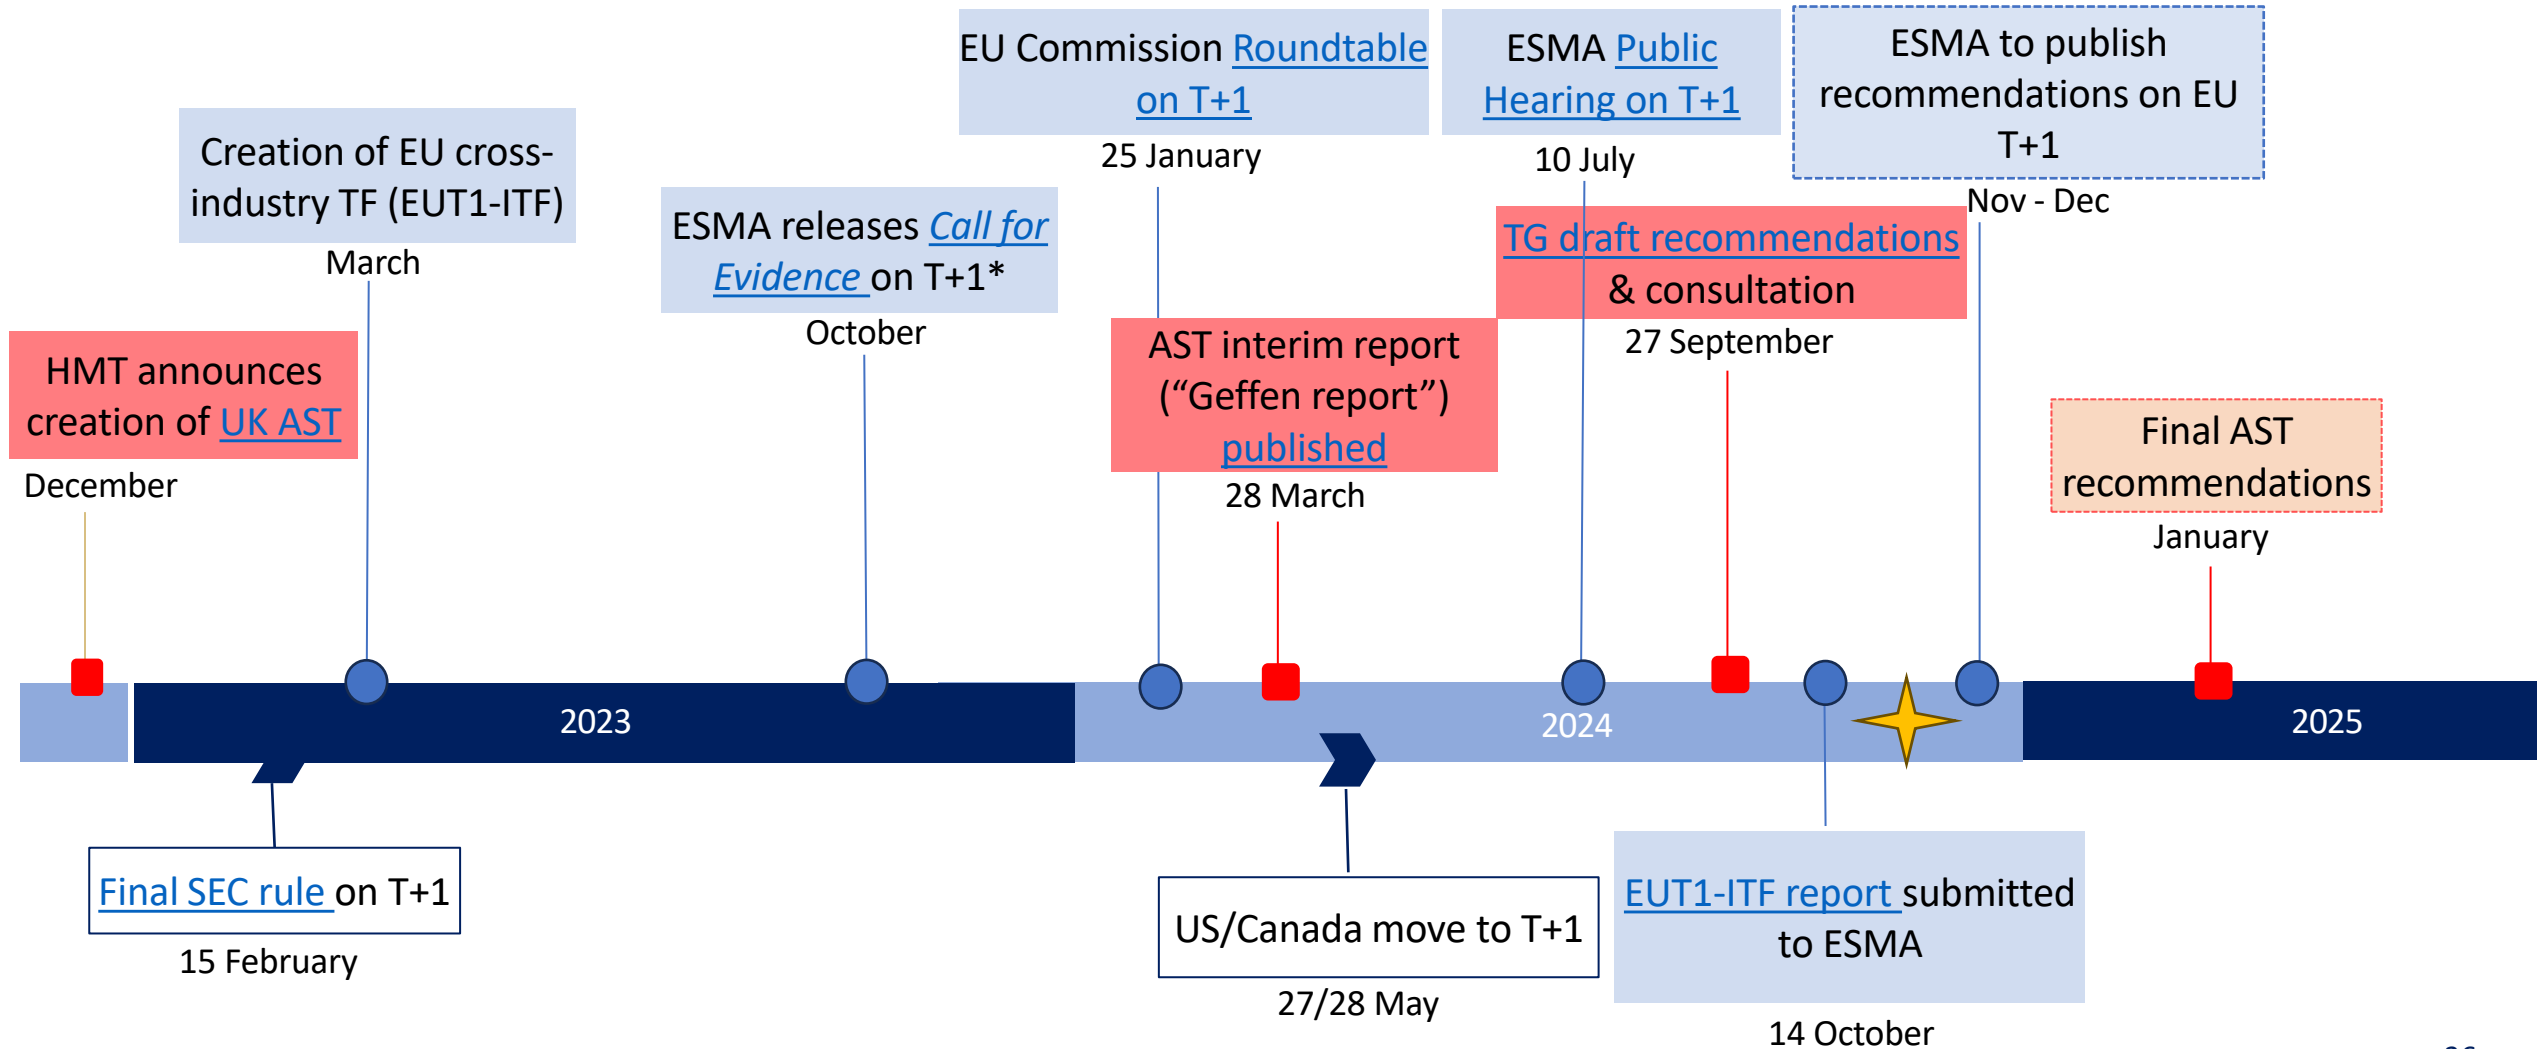 EU Commission Roundtable
on T+1
25 January
ESMA Public
Hearing on T+1
10 July
ESMA to publish
recommendations on EU
T+1
Nov - Dec
Creation of EU cross-
industry TF (EUT1-ITF)
March
ESMA releases Call for
Evidence on T+1*
October
TG draft recommendations
& consultation
27 September
HMT announces
creation of UK AST
December
AST interim report
(“Geffen report”)
published
28 March
Final AST
recommendations
January
2023
2024
2025
Final SEC rule on T+1
15 February
US/Canada move to T+1
27/28 May
EUT1-ITF report submitted
to ESMA
14 October